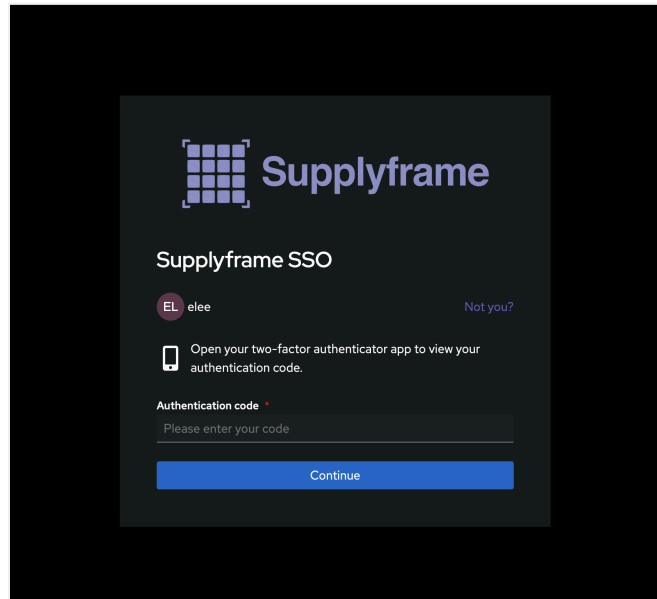 Supplyframe
Supplyframe SSO
EL elee Not you?
Open your two-factor authenticator app to view your
authentication code.
Authentication code *
Please enter your code
Continue